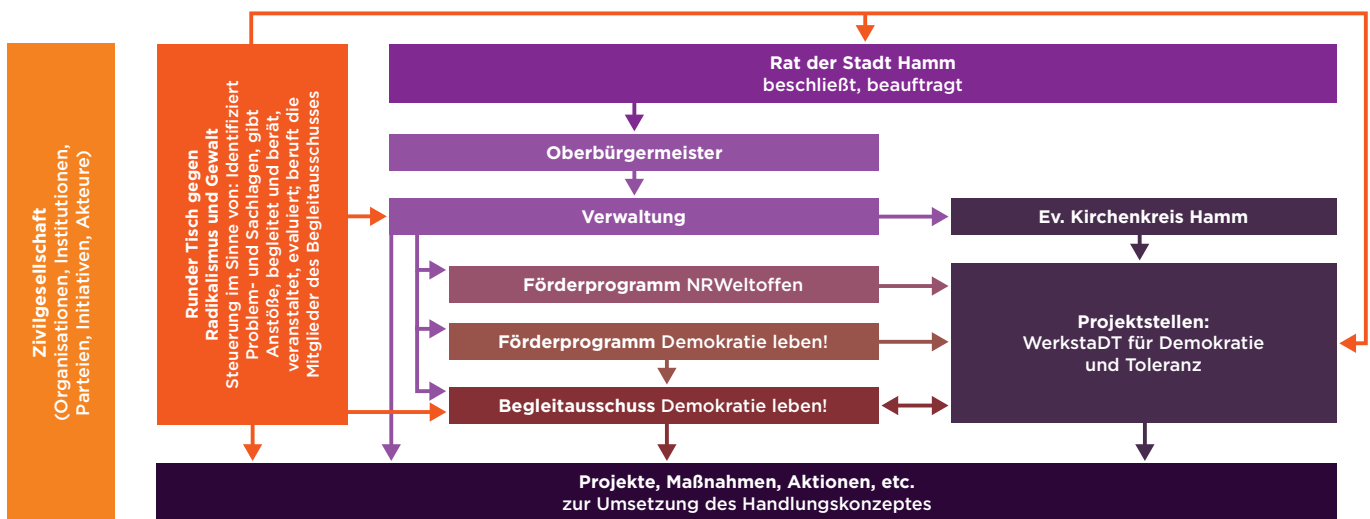 Zivilgesellschaft
(Organisationen, Institutionen,
Parteien, Initiativen, Akteure)
Runder Tisch gegen
Radikalismus und Gewalt
Steuerung im Sinne von: Identifiziert
Problem- und Sachlagen, gibt
Anstöße, begleitet und berät,
veranstaltet, evaluiert; beruft die
Mitglieder des Begleitausschusses
Rat der Stadt Hamm
beschließt, beauftragt
Oberbürgermeister
Verwaltung
Ev. Kirchenkreis Hamm
Förderprogramm NRWeltoffen
Förderprogramm Demokratie leben!
Begleitausschuss Demokratie leben!
Projektstellen:
WerkstaDT für Demokratie
und Toleranz
Projekte, Maßnahmen, Aktionen, etc.
zur Umsetzung des Handlungskonzeptes